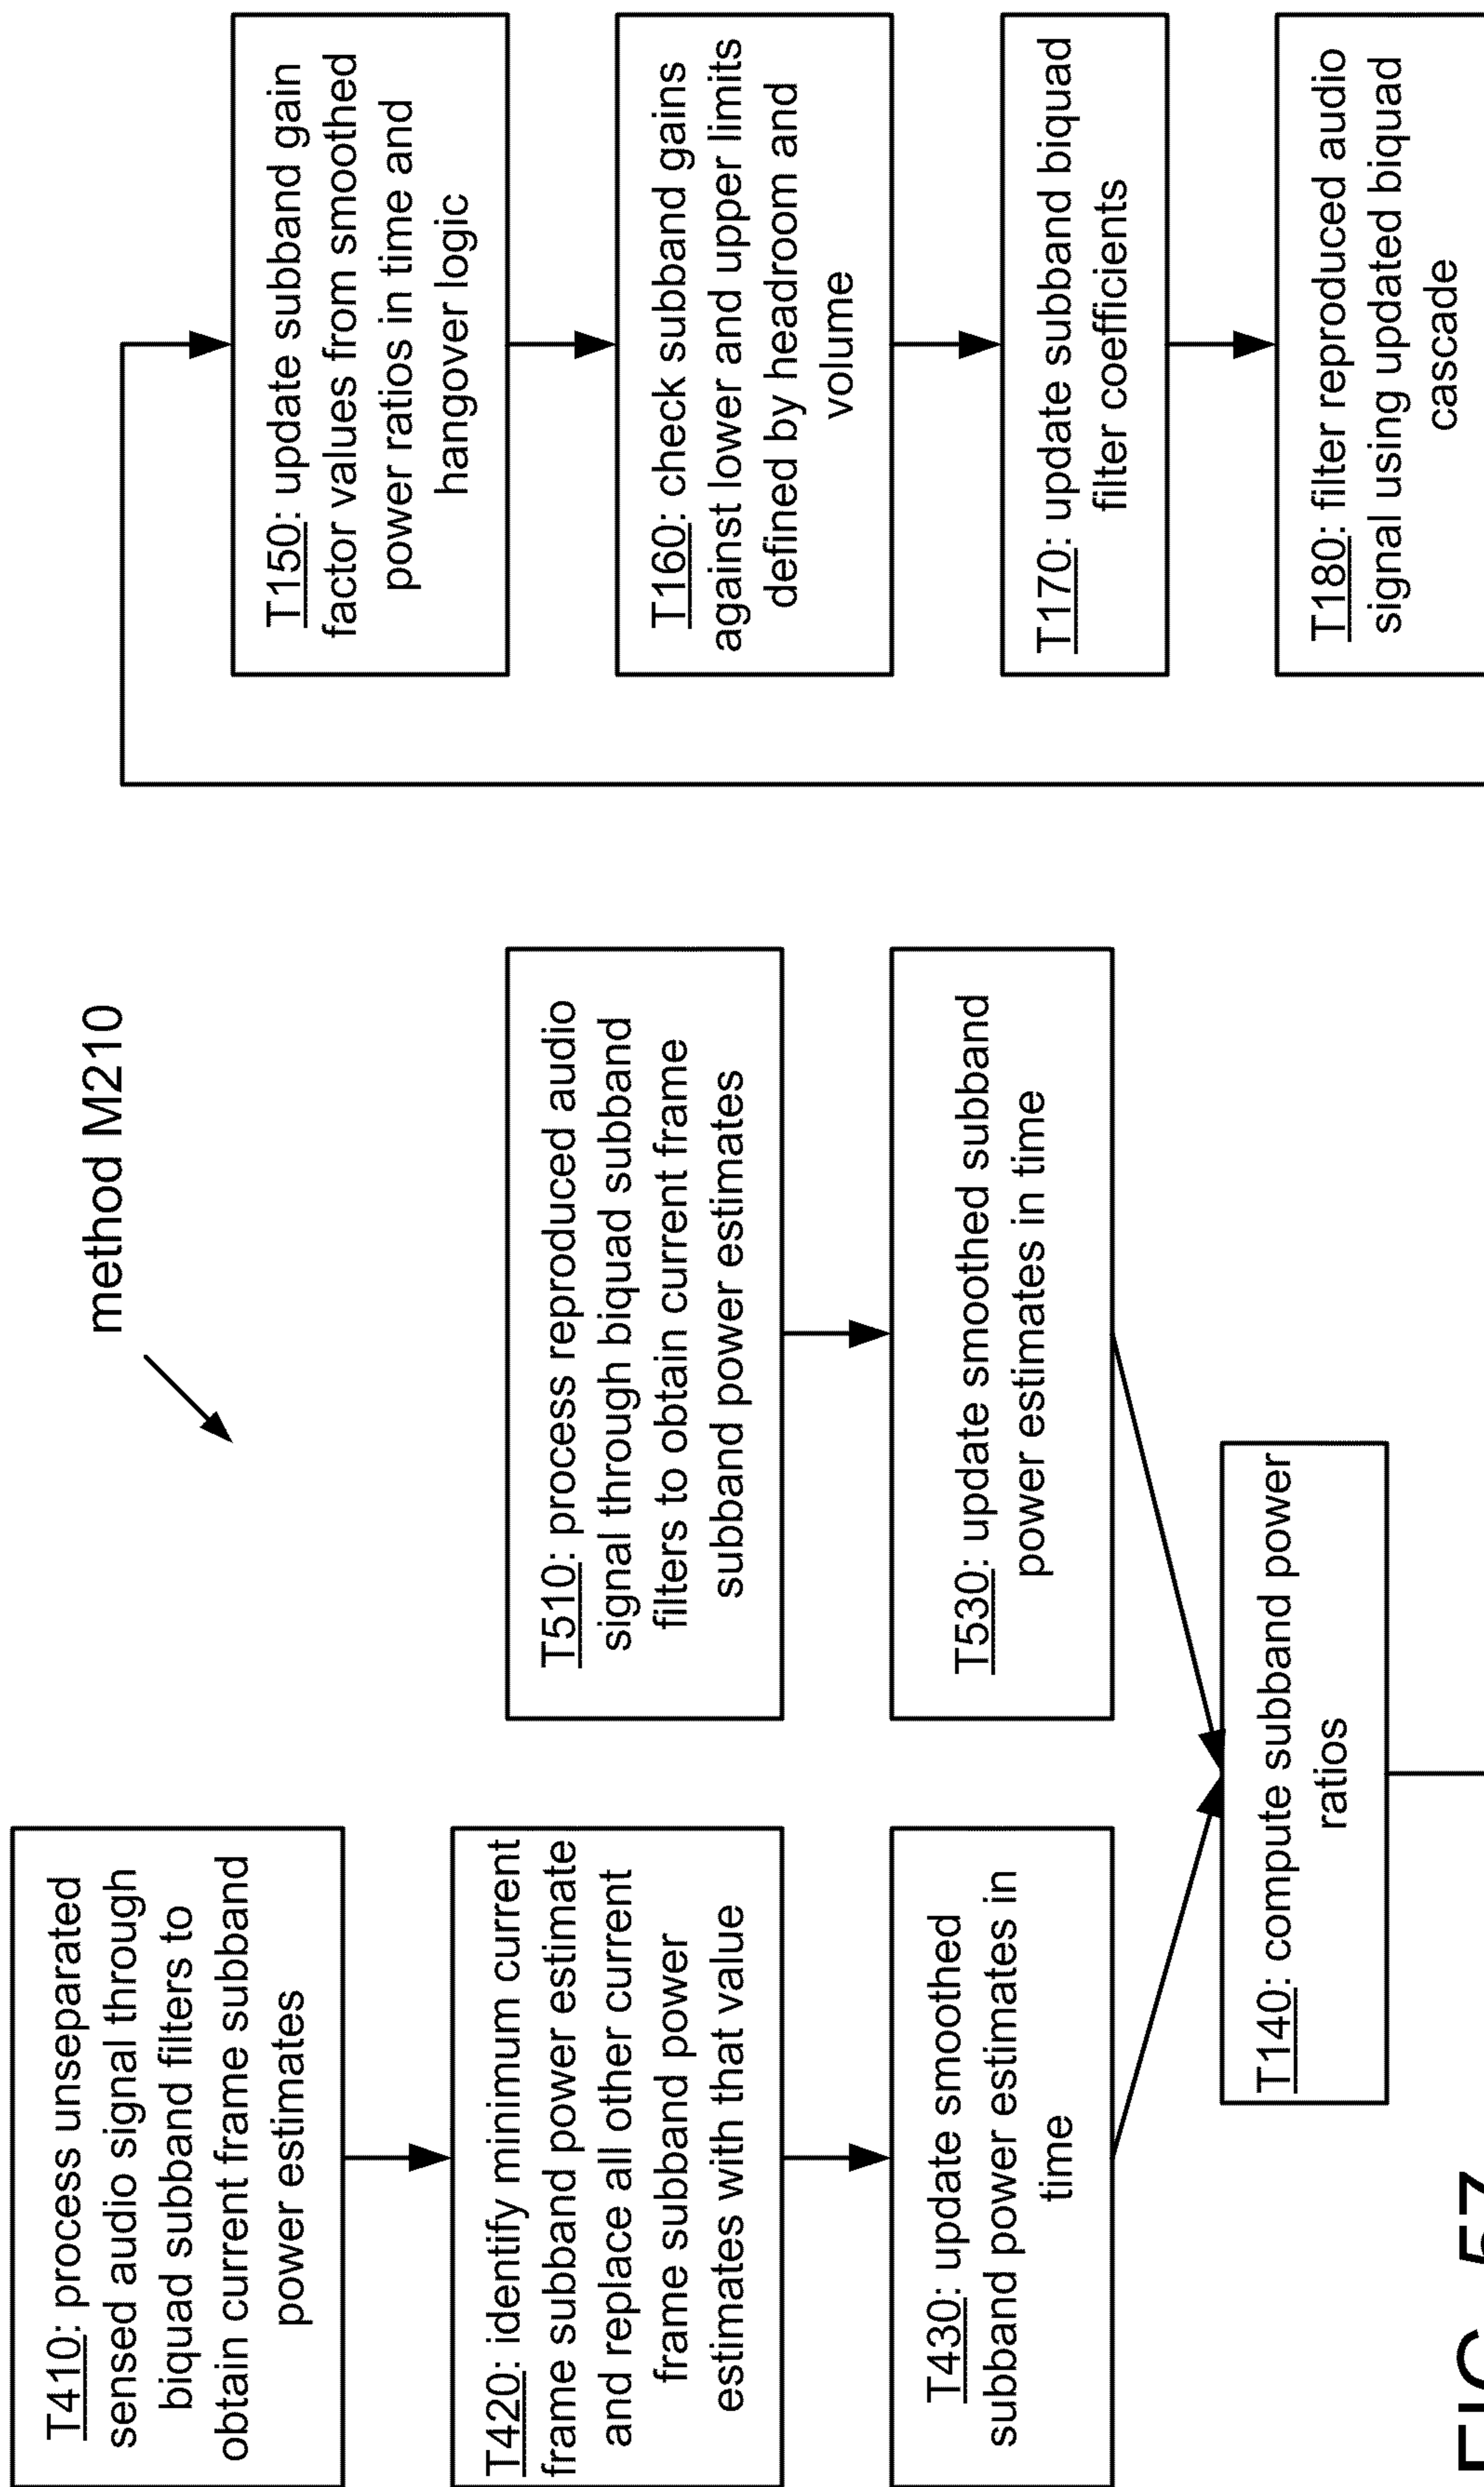 method M210
T410: process unseparated
sensed audio signal through
biquad subband filters to
obtain current frame subband
power estimates
T420: identify minimum current
frame subband power estimate
and replace all other current
frame subband power
estimates with that value
T430: update smoothed
subband power estimates in
time
T510: process reproduced audio
signal through biquad subband
filters to obtain current frame
subband power estimates
T530: update smoothed subband
power estimates in time
T140: compute subband power
ratios
T150: update subband gain
factor values from smoothed
power ratios in time and
hangover logic
T160: check subband gains
against lower and upper limits
defined by headroom and
volume
T170: update subband biquad
filter coefficients
T180: filter reproduced audio
signal using updated biquad
cascade
FIG. 57